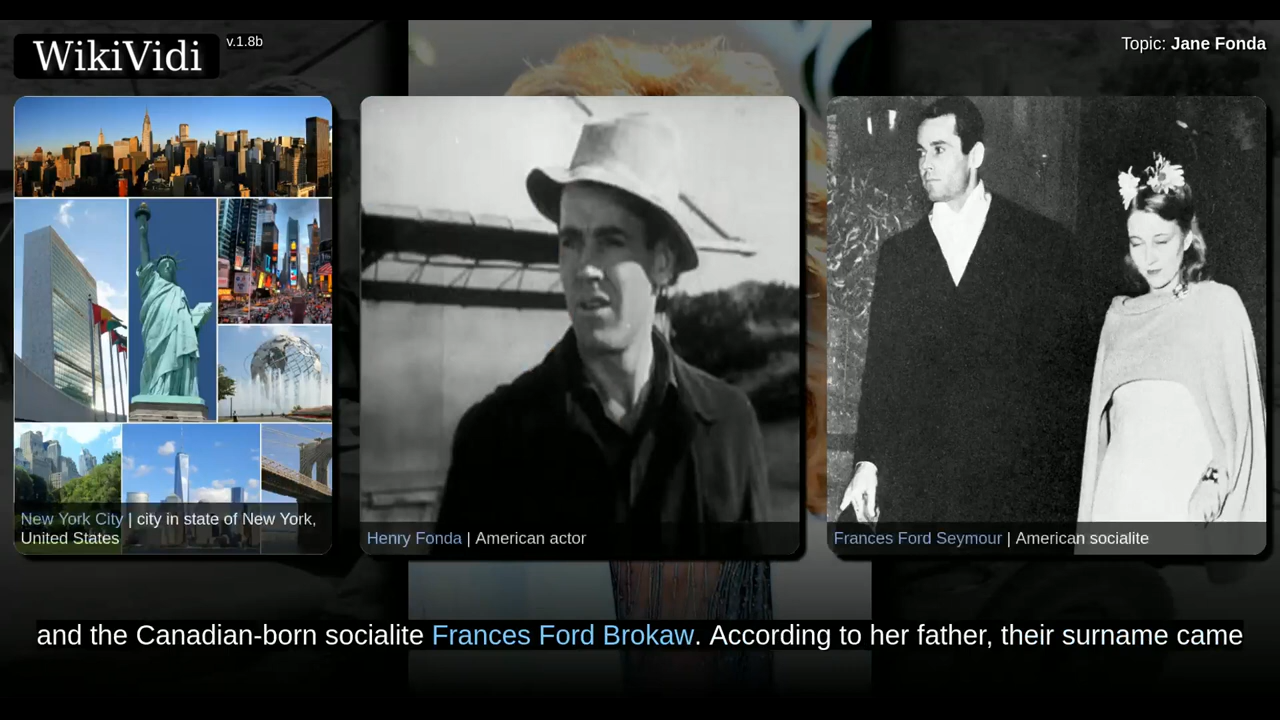 WikiVidi
v.1.8b
Topic: Jane Fonda
New York City | city in state of New York,
United States
Henry Fonda | American actor
Frances Ford Seymour | American socialite
and the Canadian-born socialite Frances Ford Brokaw. According to her father, their surname came